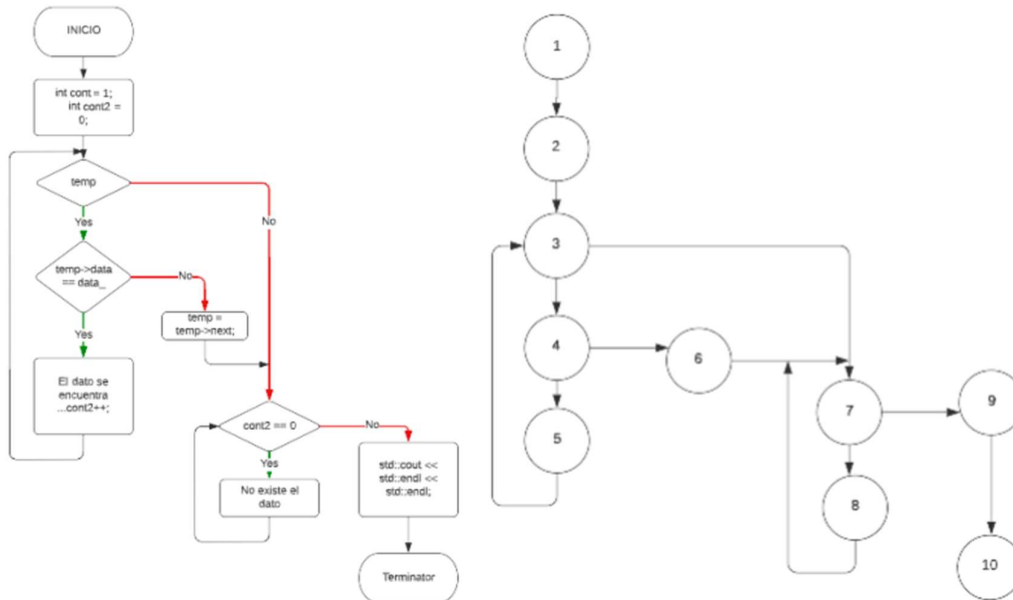 INICIO
int cont = 1;
int cont2 =
0;
temp
No
Yes
temp->data
== data_
No
temp =
temp->next;
Yes
El dato se
encuentra
...cont2++;
cont2 == 0
No
Yes
No existe el
dato
std::cout <<
std::endl <<
std::endl;
Terminator
1
2
3
4
6
5
7
9
8
10